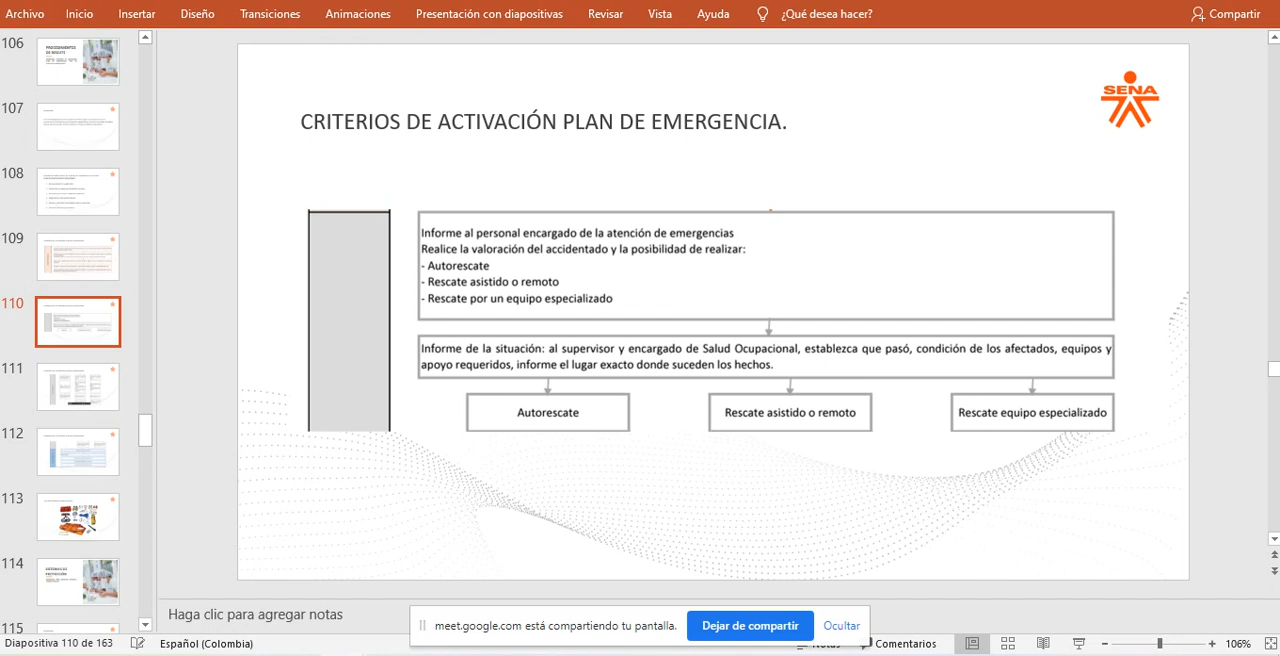 Archivo Inicio Insertar Diseño Transiciones Animaciones Presentación con diapositivas Revisar Vista Ayuda ¿Qué desea hacer? Compartir
106
107
108
109
110
111
112
113
114
115
SENA
CRITERIOS DE ACTIVACIÓN PLAN DE EMERGENCIA.
Informe al personal encargado de la atención de emergencias
Realice la valoración del accidentado y la posibilidad de realizar:
- Autorescate
- Rescate asistido o remoto
- Rescate por un equipo especializado
Informe de la situación: al supervisor y encargado de Salud Ocupacional, establezca que pasó, condición de los afectados, equipos y
apoyo requeridos, informe el lugar exacto donde suceden los hechos.
Autorescate Rescate asistido o remoto Rescate equipo especializado
Haga clic para agregar notas
meet.google.com está compartiendo tu pantalla. Dejar de compartir Ocultar
Diapositiva 110 de 163 Español (Colombia) Notas Comentarios 106%